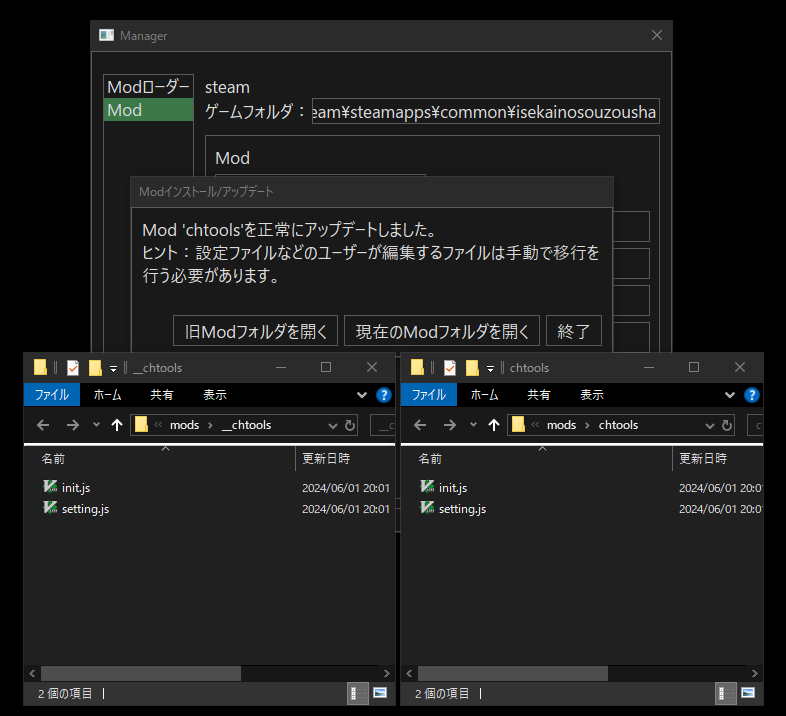 Manager
Modローダー
Mod
steam
ゲームフォルダ：
eam¥steamapps¥common¥isekainosouzousha
Mod
Modインストール/アップデート
Mod 'chtools'を正常にアップデートしました。
ヒント：設定ファイルなどのユーザーが編集するファイルは手動で移行を
行う必要があります。
旧Modフォルダを開く 現在のModフォルダを開く 終了
__chtools
ファイル ホーム 共有 表示
mods __chtools
__c
名前 更新日時
init.js 2024/06/01 20:01
setting.js 2024/06/01 20:01
2 個の項目
chtools
ファイル ホーム 共有 表示
mods chtools
c
名前 更新日時
init.js 2024/06/01 20:0
setting.js 2024/06/01 20:0
2 個の項目